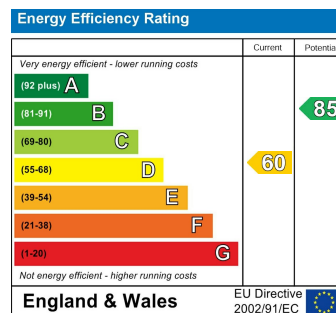 Energy Efficiency Rating
Current Potential
Very energy efficient - lower running costs
(92 plus) A
(81-91) B
85
(69-80) C
(55-68) D
60
(39-54) E
(21-38) F
(1-20) G
Not energy efficient - higher running costs
England & Wales
EU Directive
2002/91/EC